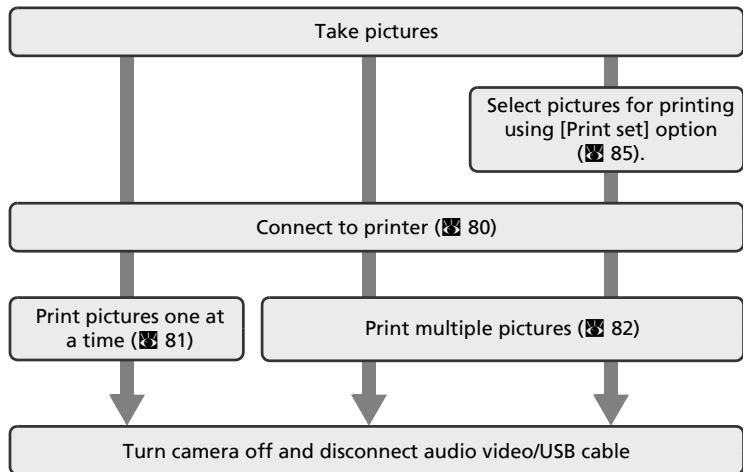 Take pictures
Select pictures for printing
using [Print set] option
( 85).
Connect to printer ( 80)
Print pictures one at
a time ( 81)
Print multiple pictures ( 82)
Turn camera off and disconnect audio video/USB cable